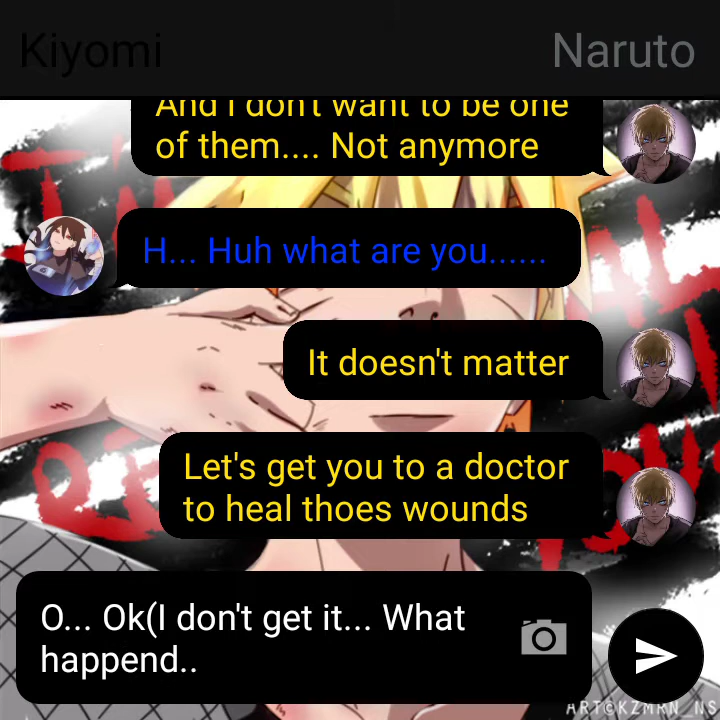 Kiyomi Naruto
And I don't want to be one
of them.... Not anymore
H... Huh what are you......
It doesn't matter
Let's get you to a doctor
to heal thoes wounds
O... Ok(I don't get it... What
happend..
ART©KZMRN_NS